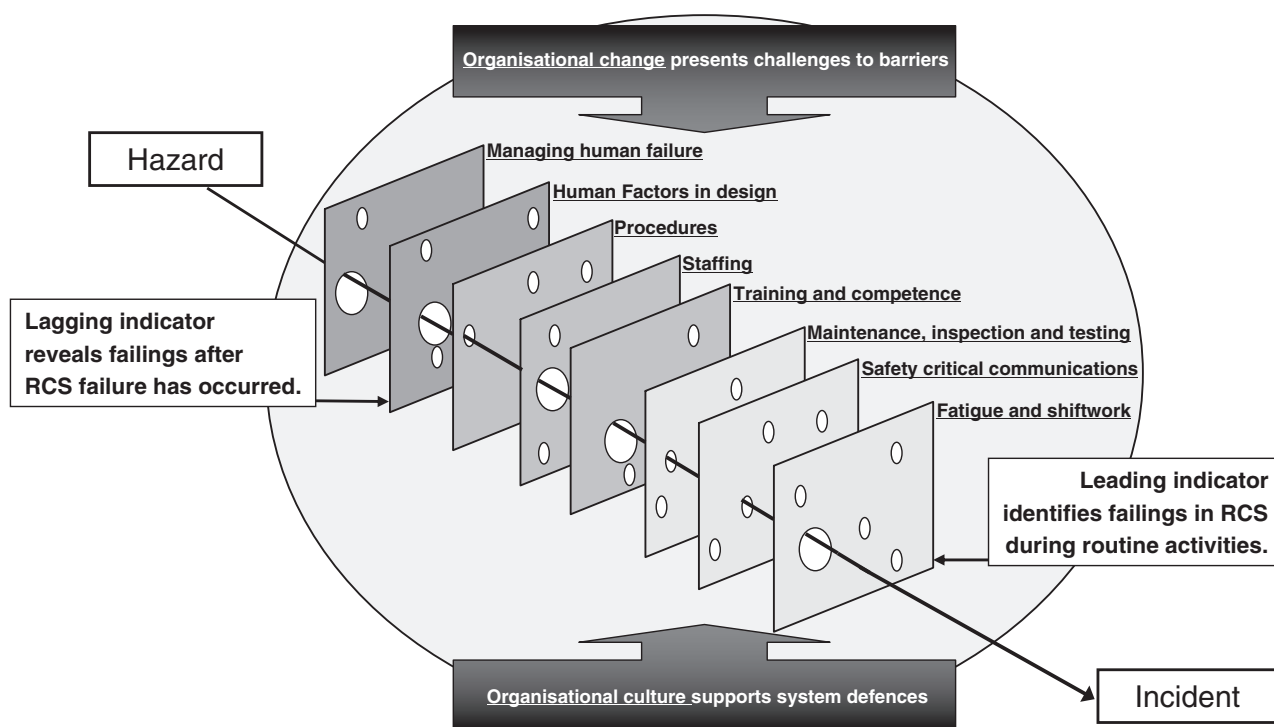 Organisational change presents challenges to barriers
Hazard
Managing human failure
Human Factors in design
Procedures
Staffing
Training and competence
Maintenance, inspection and testing
Safety critical communications
Fatigue and shiftwork
Lagging indicator
reveals failings after
RCS failure has occurred.
Leading indicator
identifies failings in RCS
during routine activities.
Organisational culture supports system defences
Incident